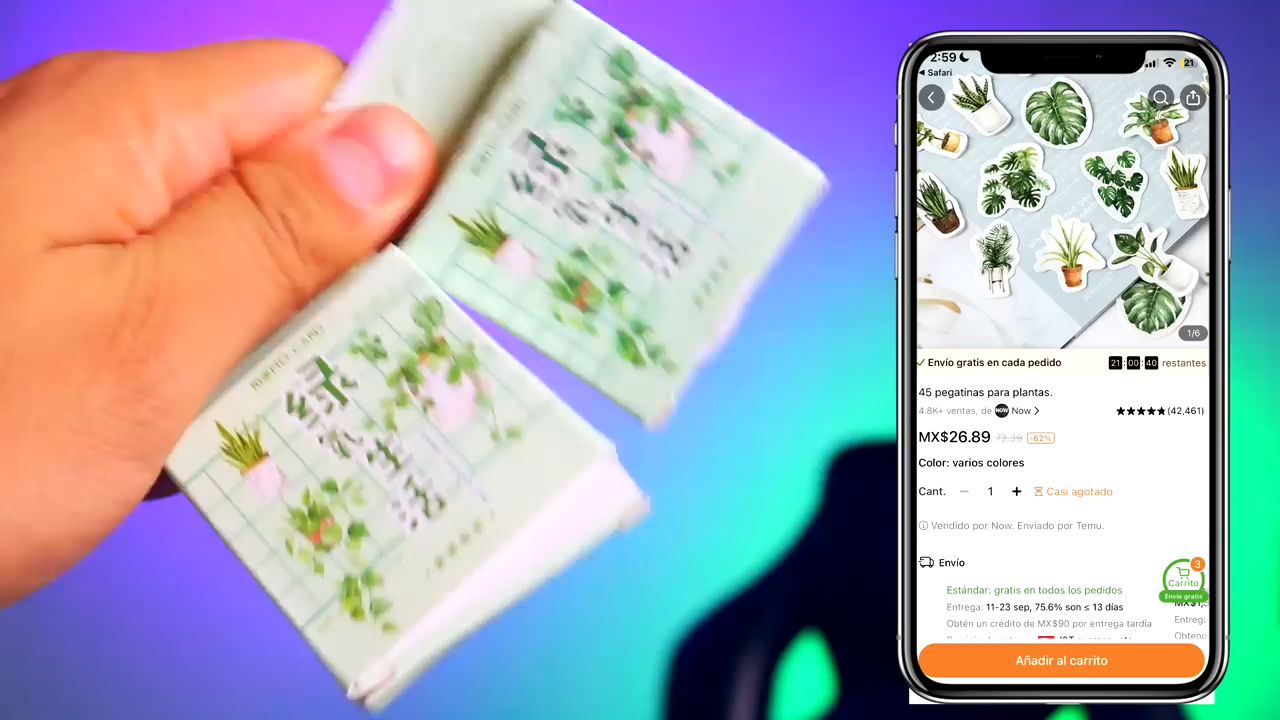 2:59
Safari
21
1/6
Envío gratis en cada pedido
21:00:40 restantes
45 pegatinas para plantas.
4.8K+ ventas, de NOW Now
(42,461)
MX$26.89 72.39 -62%
Color: varios colores
Cant. − 1 + Casi agotado
Vendido por Now. Enviado por Temu.
Envío
3
Carrito
Envío gratis
Estándar: gratis en todos los pedidos
Entrega: 11-23 sep, 75.6% son ≤ 13 días
Obtén un crédito de MX$90 por entrega tardía
Añadir al carrito